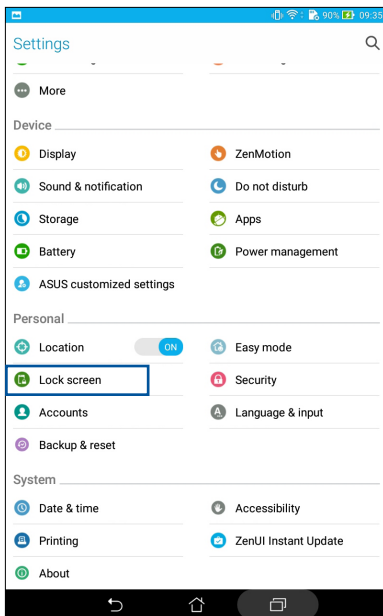 90% 09:35
Settings
More
Device
Display ZenMotion
Sound & notification Do not disturb
Storage Apps
Battery Power management
ASUS customized settings
Personal
Location ON Easy mode
Lock screen Security
Accounts Language & input
Backup & reset
System
Date & time Accessibility
Printing ZenUI Instant Update
About